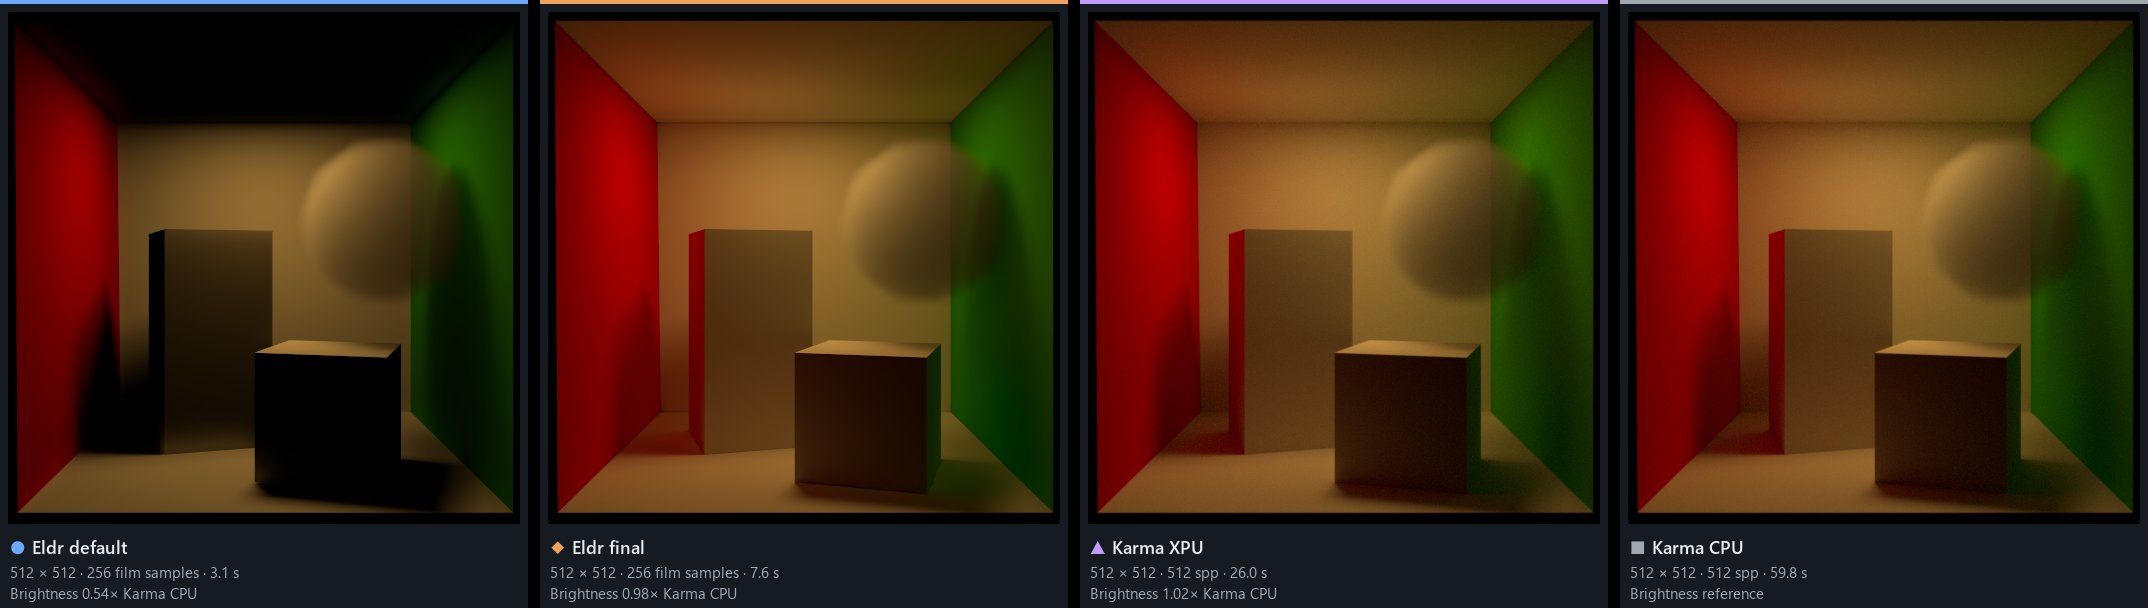 Eldr default
512 × 512 · 256 film samples · 3.1 s
Brightness 0.54× Karma CPU
Eldr final
512 × 512 · 256 film samples · 7.6 s
Brightness 0.98× Karma CPU
Karma XPU
512 × 512 · 512 spp · 26.0 s
Brightness 1.02× Karma CPU
Karma CPU
512 × 512 · 512 spp · 59.8 s
Brightness reference